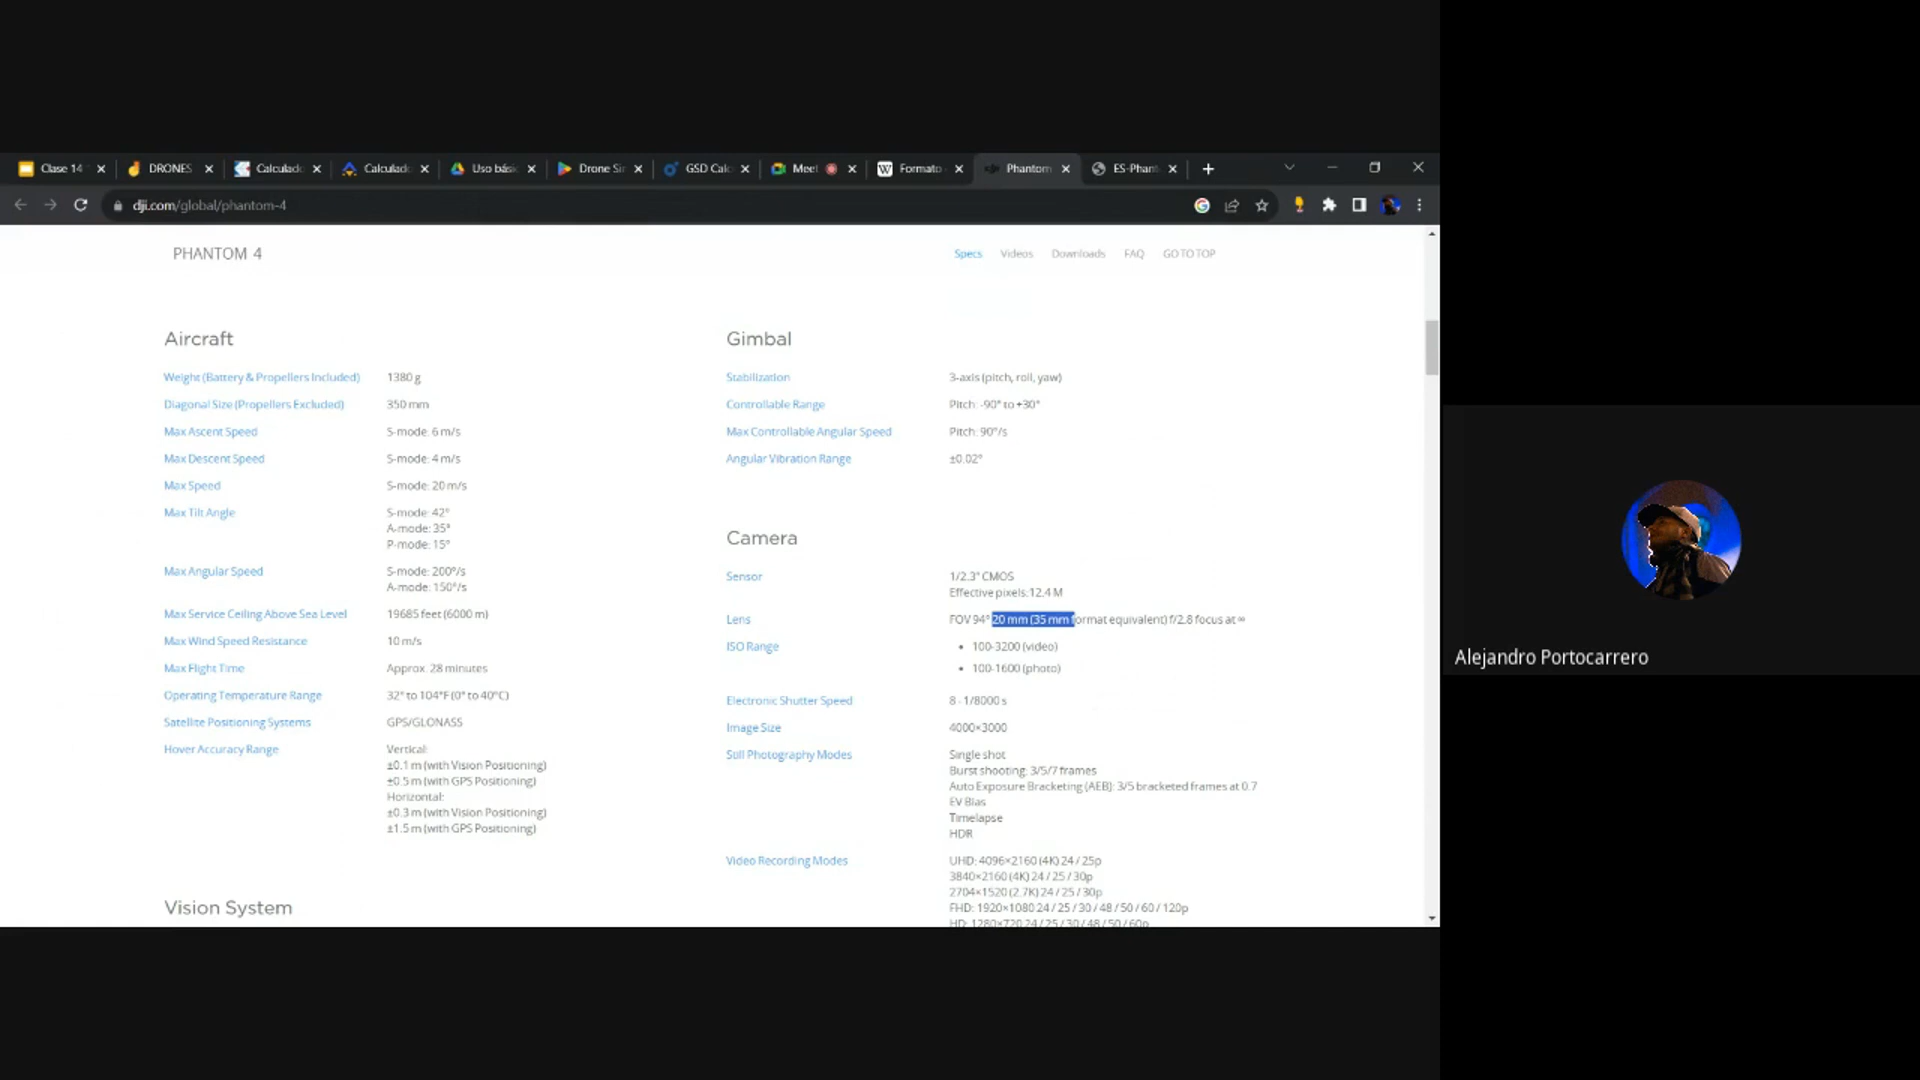 Clase 14
DRONES
Calculado
Calculado
Uso bási
Drone Sir
GSD Calc
Meet
Formato
Phantom
ES-Phant
dji.com/global/phantom-4
PHANTOM 4
Specs
Videos
Downloads
FAQ
GO TO TOP
Aircraft
Weight (Battery & Propellers Included) 1380 g
Diagonal Size (Propellers Excluded) 350 mm
Max Ascent Speed S-mode: 6 m/s
Max Descent Speed S-mode: 4 m/s
Max Speed S-mode: 20 m/s
Max Tilt Angle S-mode: 42°
A-mode: 35°
P-mode: 15°
Max Angular Speed S-mode: 200°/s
A-mode: 150°/s
Max Service Ceiling Above Sea Level 19685 feet (6000 m)
Max Wind Speed Resistance 10 m/s
Max Flight Time Approx. 28 minutes
Operating Temperature Range 32° to 104°F (0° to 40°C)
Satellite Positioning Systems GPS/GLONASS
Hover Accuracy Range Vertical:
±0.1 m (with Vision Positioning)
±0.5 m (with GPS Positioning)
Horizontal:
±0.3 m (with Vision Positioning)
±1.5 m (with GPS Positioning)
Vision System
Gimbal
Stabilization 3-axis (pitch, roll, yaw)
Controllable Range Pitch: -90° to +30°
Max Controllable Angular Speed Pitch: 90°/s
Angular Vibration Range ±0.02°
Camera
Sensor 1/2.3" CMOS
Effective pixels:12.4 M
Lens FOV 94° 20 mm (35 mm format equivalent) f/2.8 focus at ∞
ISO Range • 100-3200 (video)
• 100-1600 (photo)
Electronic Shutter Speed 8 - 1/8000 s
Image Size 4000×3000
Still Photography Modes Single shot
Burst shooting: 3/5/7 frames
Auto Exposure Bracketing (AEB): 3/5 bracketed frames at 0.7
EV Bias
Timelapse
HDR
Video Recording Modes UHD: 4096×2160 (4K) 24 / 25p
3840×2160 (4K) 24 / 25 / 30p
2704×1520 (2.7K) 24 / 25 / 30p
FHD: 1920×1080 24 / 25 / 30 / 48 / 50 / 60 / 120p
HD: 1280×720 24 / 25 / 30 / 48 / 50 / 60p
Alejandro Portocarrero